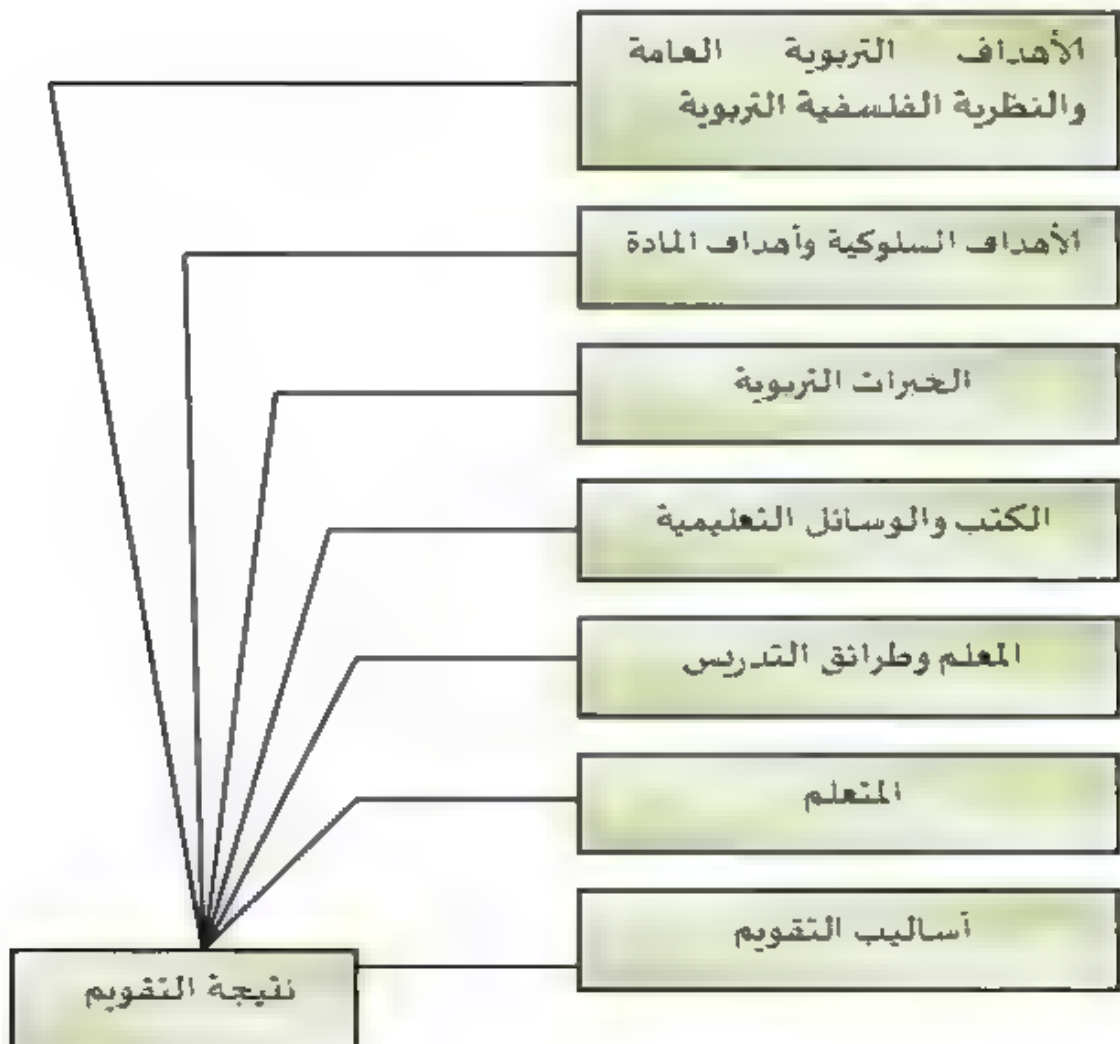 الأهداف التربوية العامة
والنظرية الفلسفية التربوية
الأهداف السلوكية وأهداف المادة
الخبرات التربوية
الكتب والوسائل التعليمية
المعلم وطرائق التدريس
المتعلم
أساليب التقويم
نتيجة التقويم